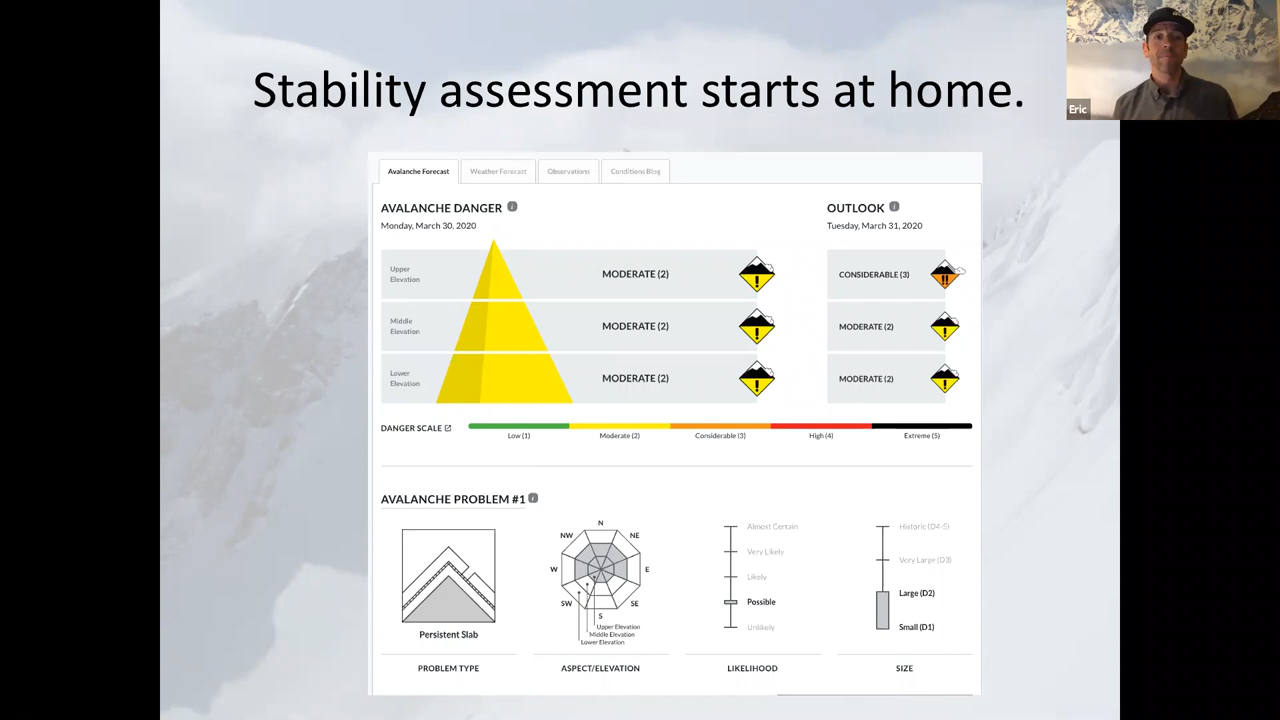 Stability assessment starts at home.
Eric
Avalanche Forecast
Weather Forecast
Observations
Conditions Blog
AVALANCHE DANGER i
Monday, March 30, 2020
OUTLOOK i
Tuesday, March 31, 2020
Upper
Elevation
MODERATE (2)
!
CONSIDERABLE (3)
!!
Middle
Elevation
MODERATE (2)
!
MODERATE (2)
!
Lower
Elevation
MODERATE (2)
!
MODERATE (2)
!
DANGER SCALE
Low (1)
Moderate (2)
Considerable (3)
High (4)
Extreme (5)
AVALANCHE PROBLEM #1 i
Persistent Slab
PROBLEM TYPE
N
NW
NE
W
E
SW
SE
S
Upper Elevation
Middle Elevation
Lower Elevation
ASPECT/ELEVATION
Almost Certain
Very Likely
Likely
Possible
Unlikely
LIKELIHOOD
Historic (D4-5)
Very Large (D3)
Large (D2)
Small (D1)
SIZE